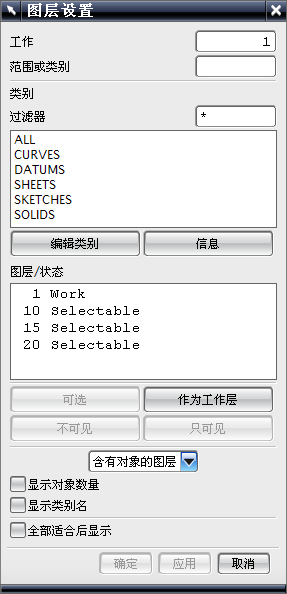 图层设置
工作 1
范围或类别
类别
过滤器 *
ALL
CURVES
DATUMS
SHEETS
SKETCHES
SOLIDS
编辑类别 信息
图层/状态
1 Work
10 Selectable
15 Selectable
20 Selectable
可选 作为工作层
不可见 只可见
含有对象的图层
显示对象数量
显示类别名
全部适合后显示
确定 应用 取消